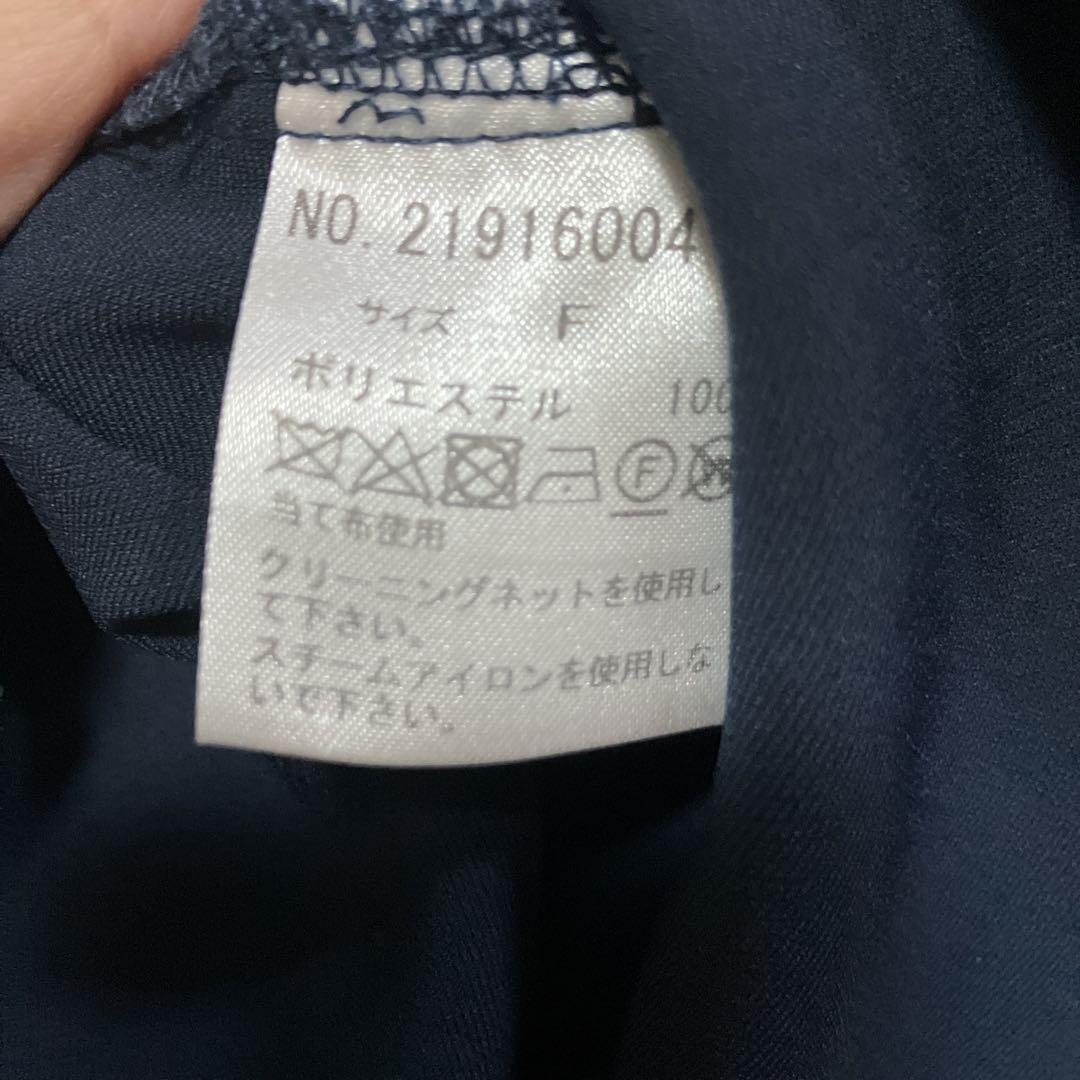 NO. 21916004
サイズ F
ポリエステル 100
F
当て布使用
クリーニングネットを使用し
て下さい。
スチームアイロンを使用しな
いで下さい。